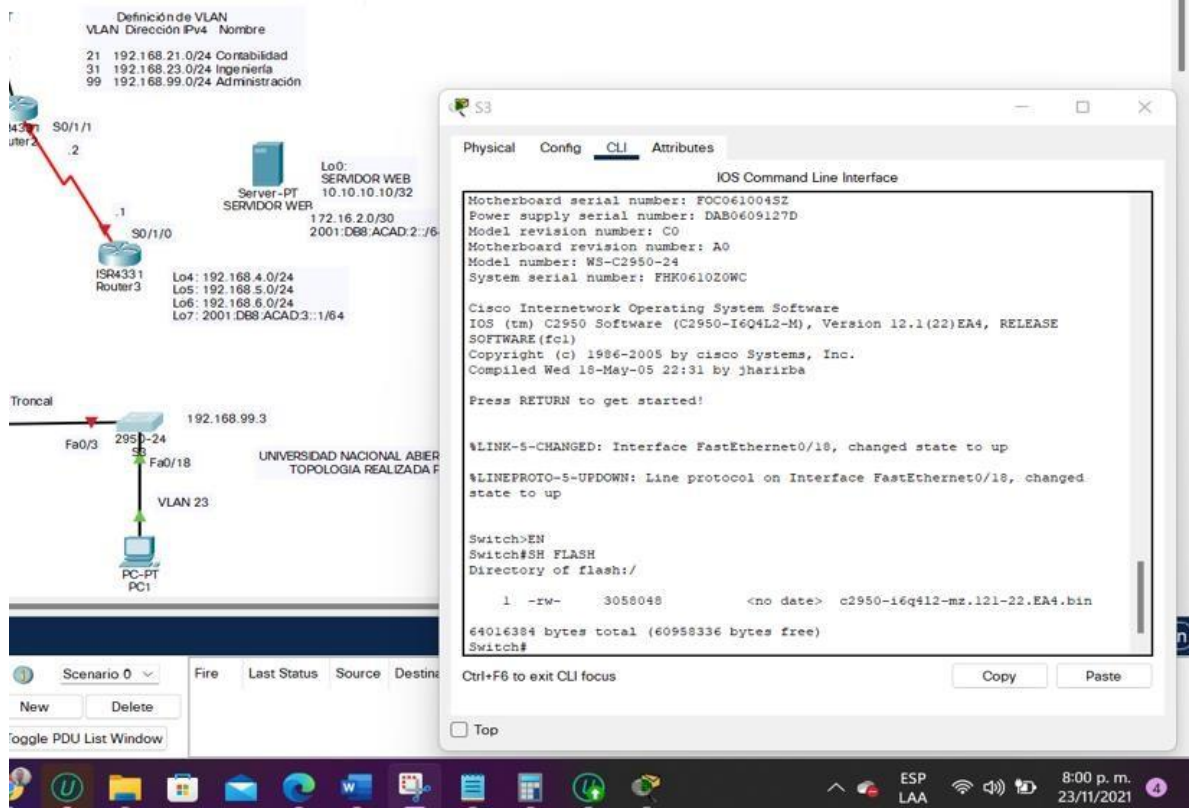 Definición de VLAN
VLAN Dirección IPv4 Nombre
21 192.168.21.0/24 Contabilidad
31 192.168.23.0/24 Ingeniería
99 192.168.99.0/24 Administración
S0/1/1
.2
.1
S0/1/0
ISR4331
Router3
Server-PT
SERVIDOR WEB
Lo0:
SERVIDOR WEB
10.10.10.10/32
172.16.2.0/30
2001:DB8:ACAD:2::/6
Lo4: 192.168.4.0/24
Lo5: 192.168.5.0/24
Lo6: 192.168.6.0/24
Lo7: 2001:DB8:ACAD:3::1/64
Troncal
192.168.99.3
Fa0/3
2950-24
S3
Fa0/18
UNIVERSIDAD NACIONAL ABIER
TOPOLOGIA REALIZADA P
VLAN 23
PC-PT
PC1
S3
Physical Config CLI Attributes
IOS Command Line Interface
Motherboard serial number: FOC061004SZ
Power supply serial number: DAB0609127D
Model revision number: C0
Motherboard revision number: A0
Model number: WS-C2950-24
System serial number: FHK0610Z0WC
Cisco Internetwork Operating System Software
IOS (tm) C2950 Software (C2950-I6Q4L2-M), Version 12.1(22)EA4, RELEASE
SOFTWARE(fc1)
Copyright (c) 1986-2005 by cisco Systems, Inc.
Compiled Wed 18-May-05 22:31 by jharirba
Press RETURN to get started!
%LINK-5-CHANGED: Interface FastEthernet0/18, changed state to up
%LINEPROTO-5-UPDOWN: Line protocol on Interface FastEthernet0/18, changed
state to up
Switch>EN
Switch#SH FLASH
Directory of flash:/
1 -rw- 3058048 <no date> c2950-i6q4l2-mz.121-22.EA4.bin
64016384 bytes total (60958336 bytes free)
Switch#
Ctrl+F6 to exit CLI focus
Copy Paste
Top
Scenario 0
Fire Last Status Source Destina
New Delete
Toggle PDU List Window
ESP
LAA
8:00 p. m.
23/11/2021
4